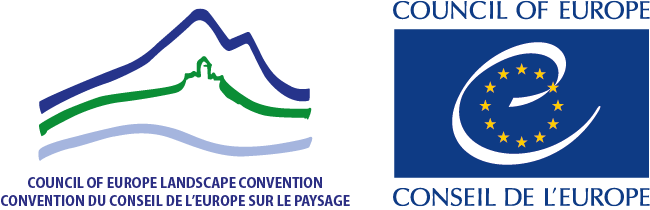 COUNCIL OF EUROPE LANDSCAPE CONVENTION
CONVENTION DU CONSEIL DE L'EUROPE SUR LE PAYSAGE
COUNCIL OF EUROPE
CONSEIL DE L'EUROPE